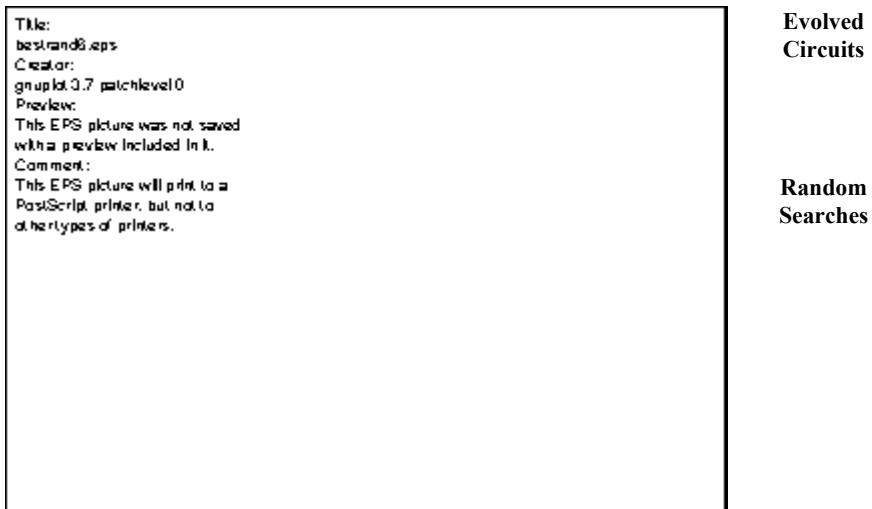 Title:
bestrand6.eps
Creator:
gnuplot 3.7 patchlevel 0
Preview:
This EPS picture was not saved
with a preview included in it.
Comment:
This EPS picture will print to a
PostScript printer, but not to
other types of printers.
Evolved
Circuits
Random
Searches